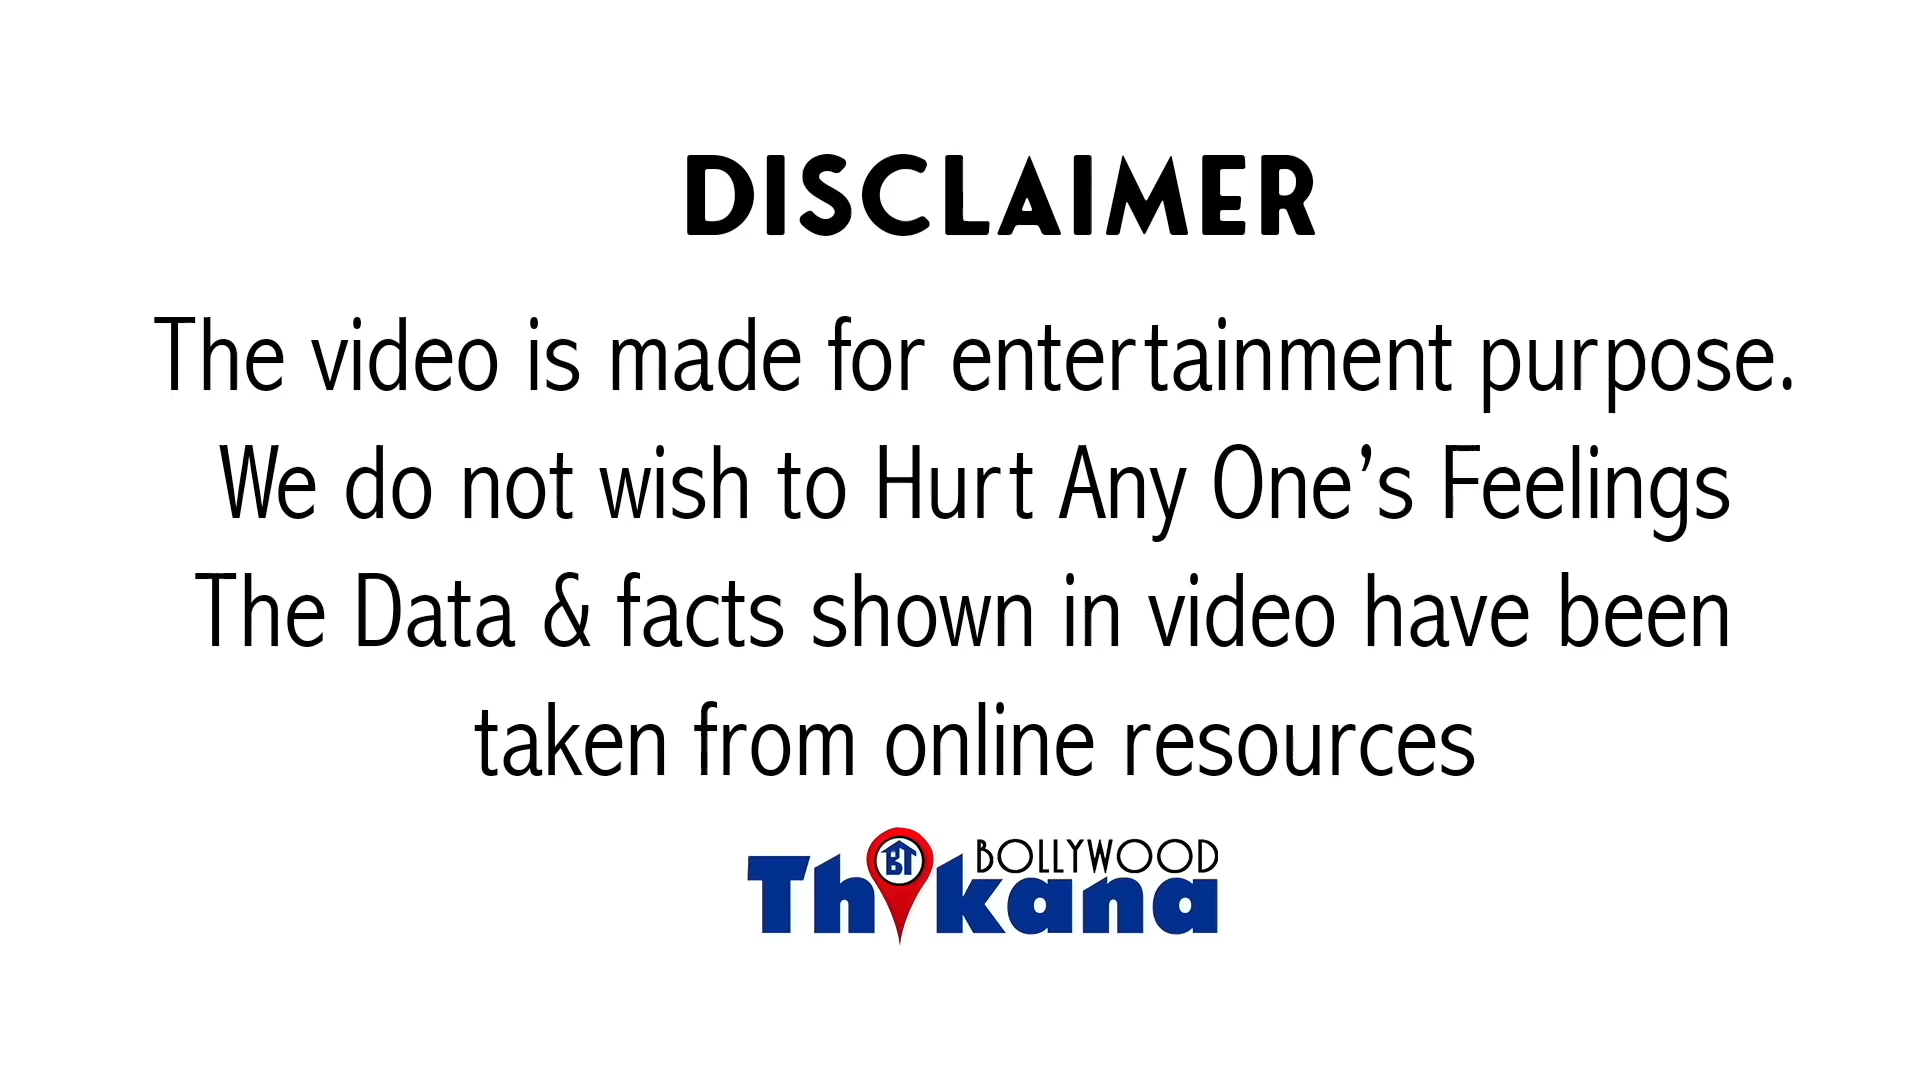 DISCLAIMER
The video is made for entertainment purpose.
We do not wish to Hurt Any One’s Feelings
The Data & facts shown in video have been
taken from online resources
BT BOLLYWOOD
Thikana